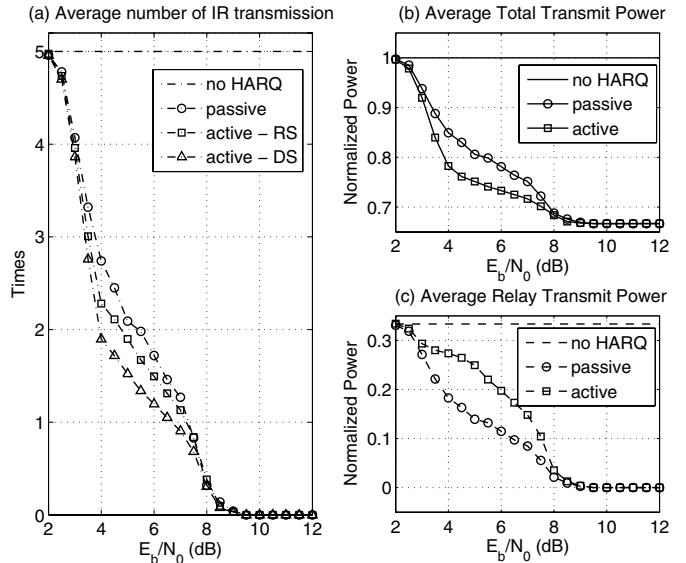 (a) Average number of IR transmission
5
4
3
2
1
0
Times
2 4 6 8 10 12
E_b/N_0 (dB)
no HARQ
passive
active – RS
active – DS
(b) Average Total Transmit Power
1
0.9
0.8
0.7
Normalized Power
2 4 6 8 10 12
E_b/N_0 (dB)
no HARQ
passive
active
(c) Average Relay Transmit Power
0.3
0.2
0.1
0
Normalized Power
2 4 6 8 10 12
E_b/N_0 (dB)
no HARQ
passive
active